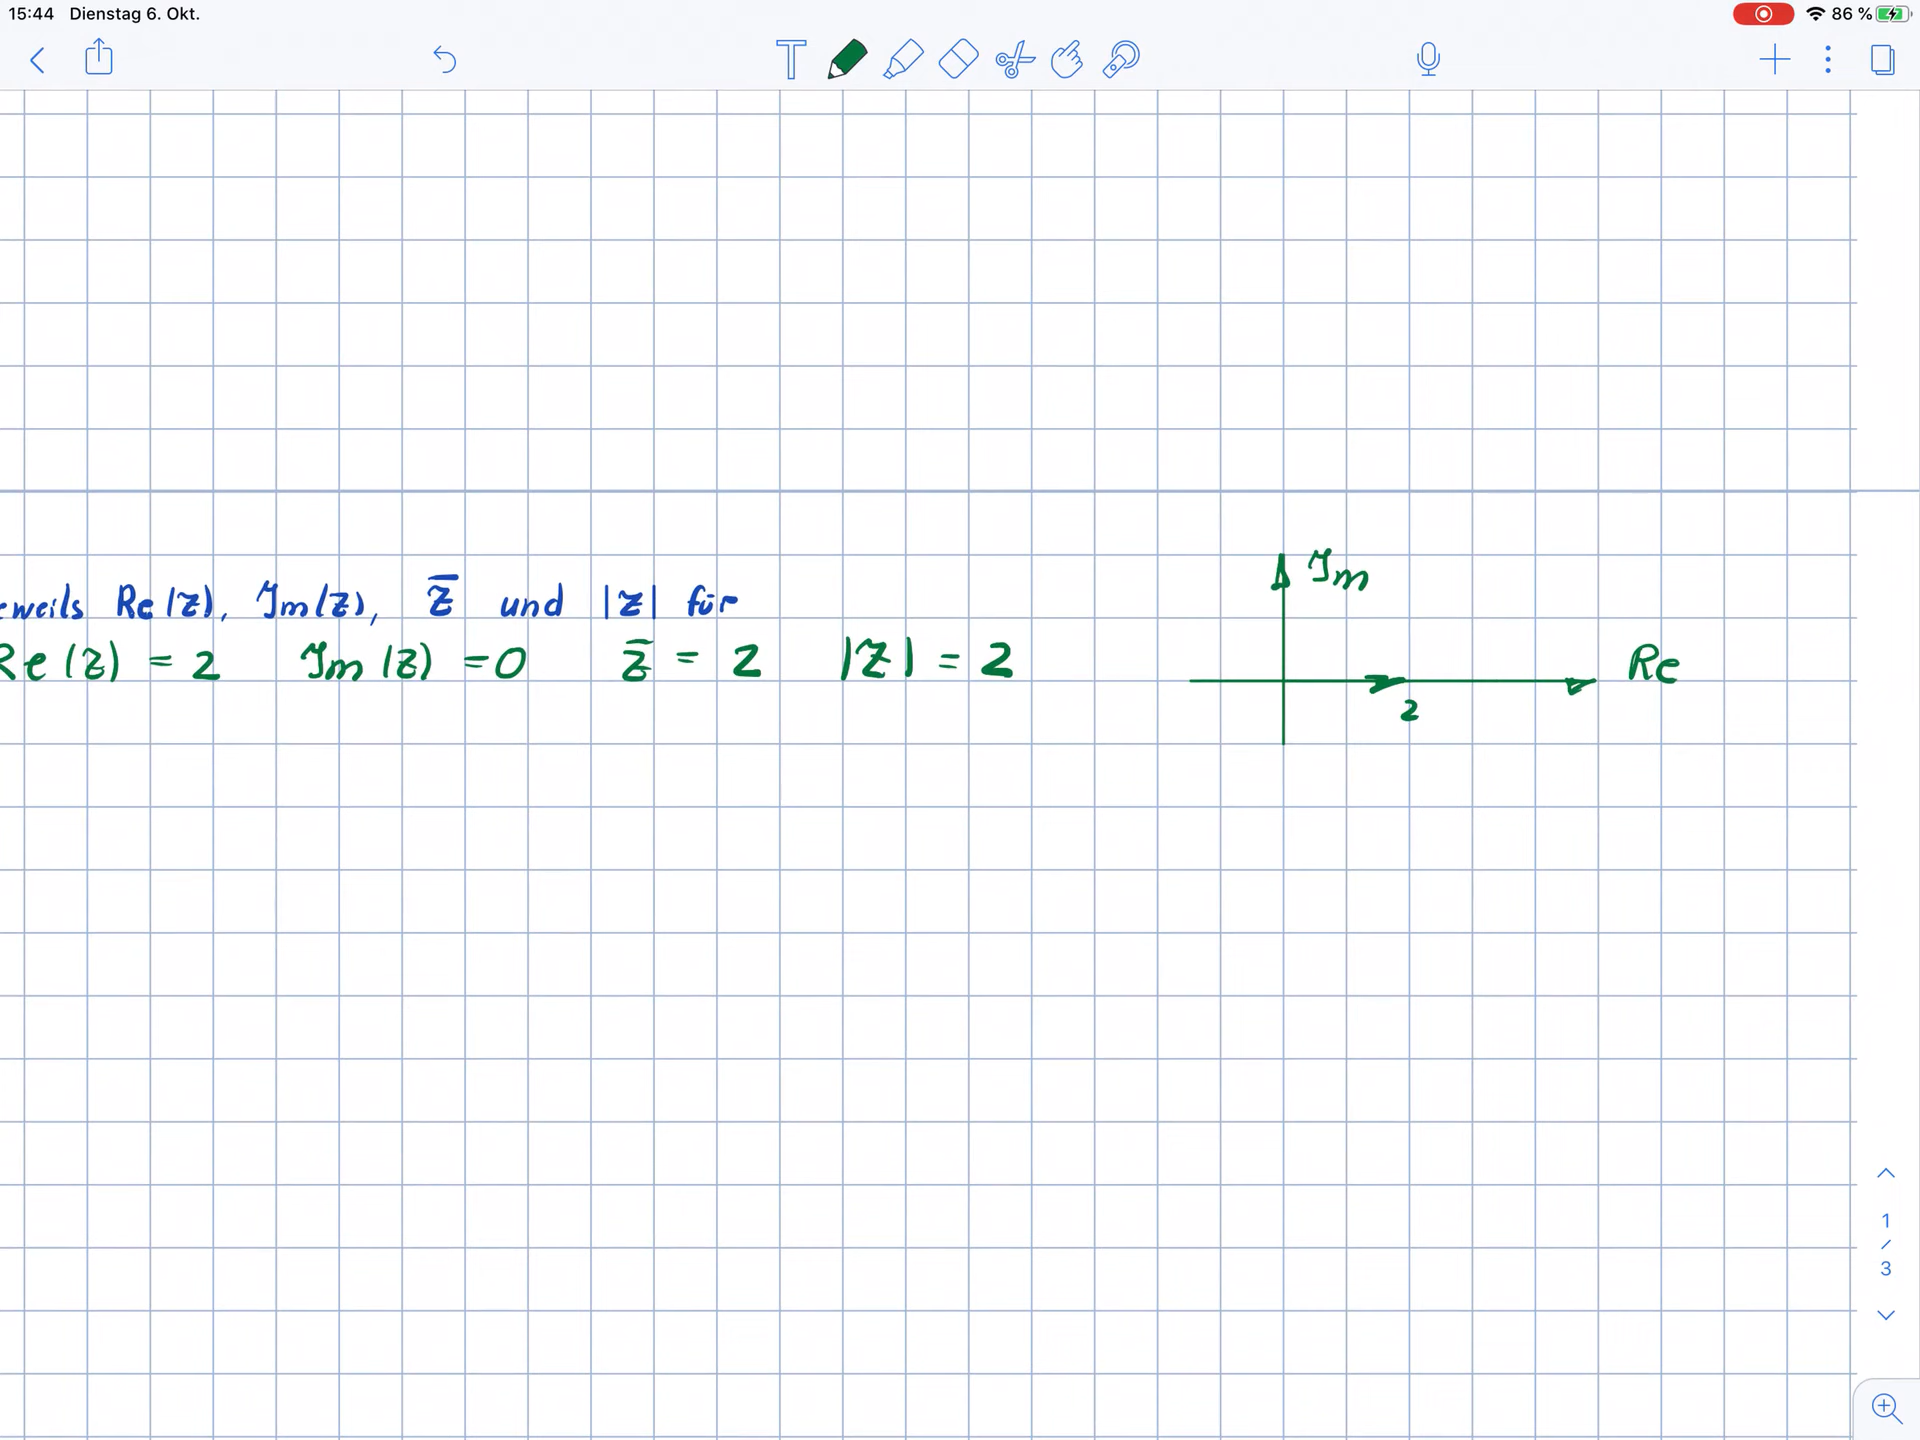 15:44 Dienstag 6. Okt. 86 %
T
Im
eweils Re(z), Im(z), z̅ und |z| für
Re(z) = 2 Im(z) = 0 z̅ = 2 |z| = 2
Re
2
1
/
3